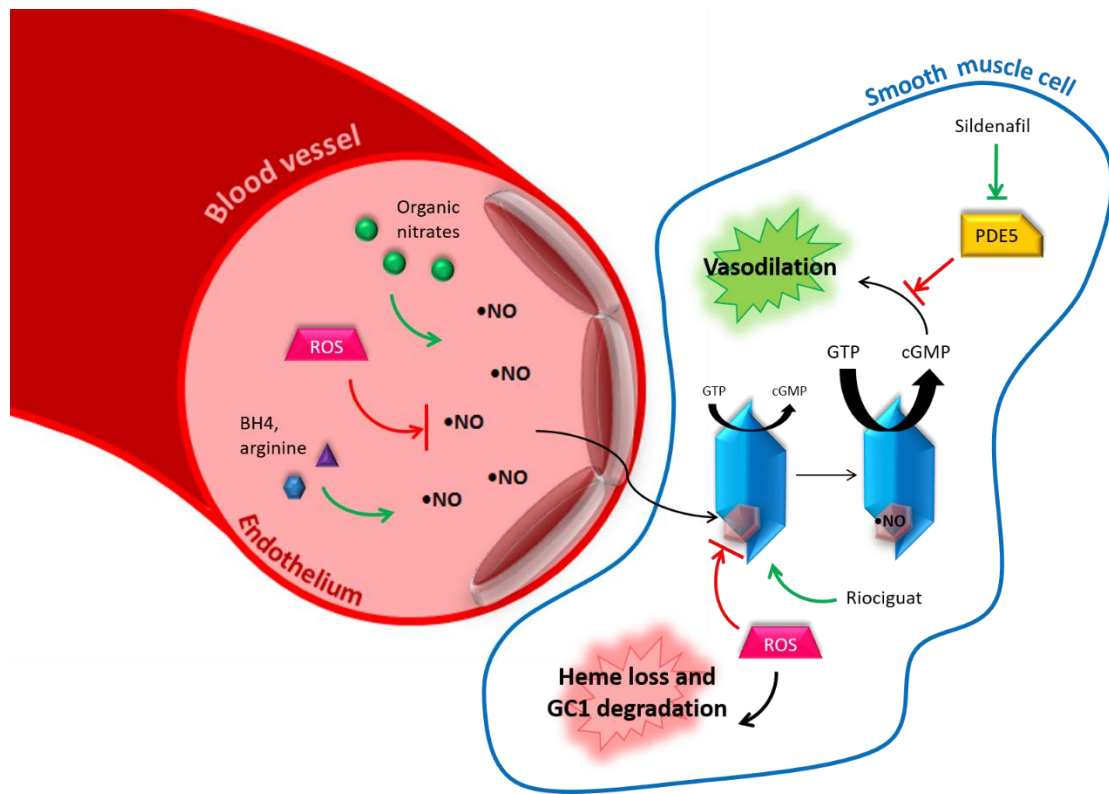 Blood vessel
Endothelium
Organic
nitrates
ROS
BH4,
arginine
•NO
•NO
•NO
•NO
•NO
Smooth muscle cell
Sildenafil
PDE5
Vasodilation
GTP
cGMP
GTP
cGMP
•NO
Riociguat
ROS
Heme loss and
GC1 degradation